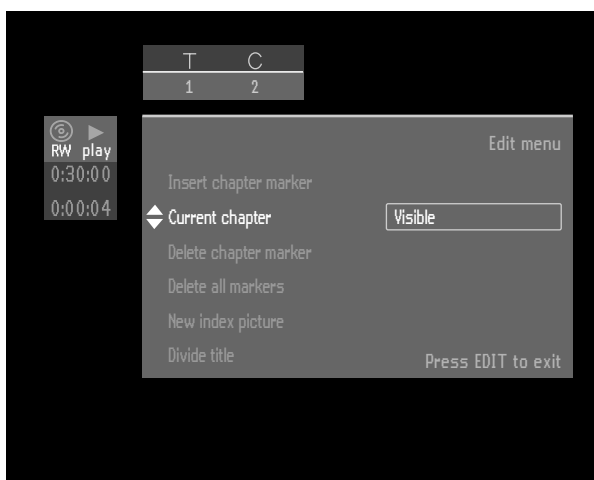 T C
1 2
RW play
0:30:00
0:00:04
Edit menu
Insert chapter marker
Current chapter Visible
Delete chapter marker
Delete all markers
New index picture
Divide title
Press EDIT to exit